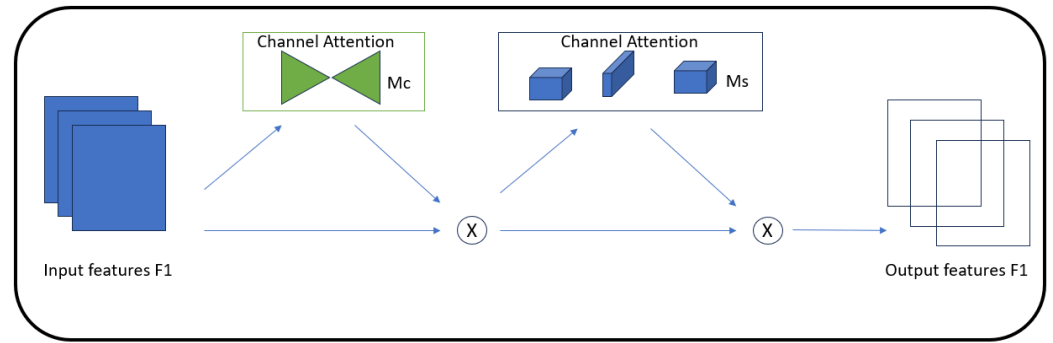 Channel Attention
Mc
Channel Attention
Ms
X
X
Input features F1
Output features F1